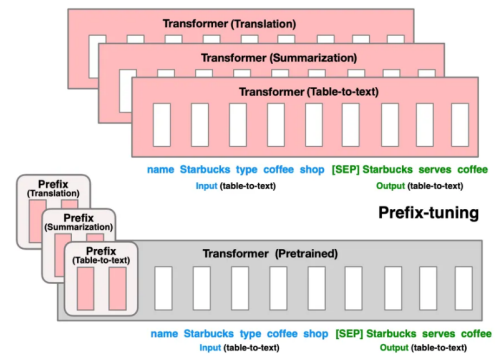 Transformer (Translation)
Transformer (Summarization)
Transformer (Table-to-text)
name Starbucks type coffee shop [SEP] Starbucks serves coffee
Input (table-to-text) Output (table-to-text)
Prefix-tuning
Prefix
(Translation)
Prefix
(Summarization)
Prefix
(Table-to-text)
Transformer (Pretrained)
name Starbucks type coffee shop [SEP] Starbucks serves coffee
Input (table-to-text) Output (table-to-text)